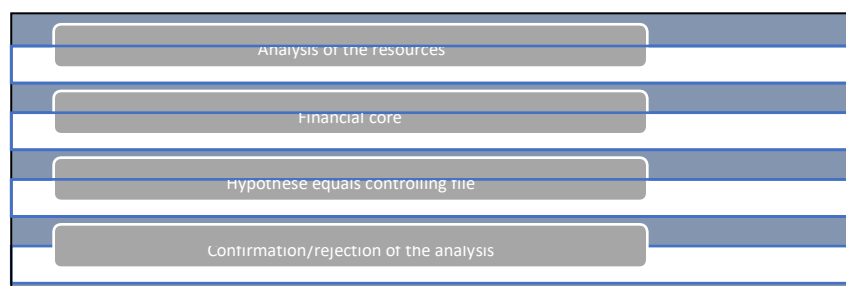 Analysis of the resources
Financial core
Hypothese equals controlling file
Confirmation/rejection of the analysis